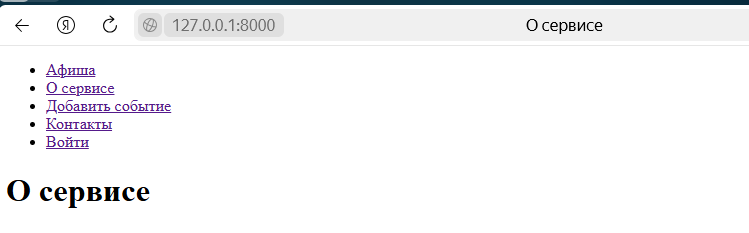 Я 127.0.0.1:8000 О сервисе
Афиша
О сервисе
Добавить событие
Контакты
Войти
О сервисе